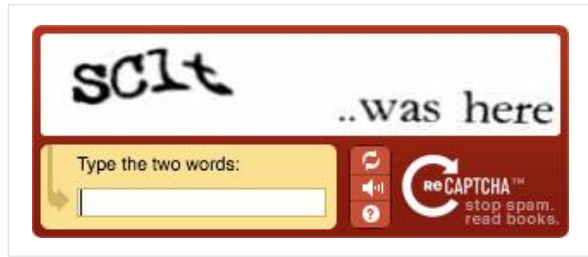 sclt
..was here
Type the two words:
ReCAPTCHA™
stop spam.
read books.